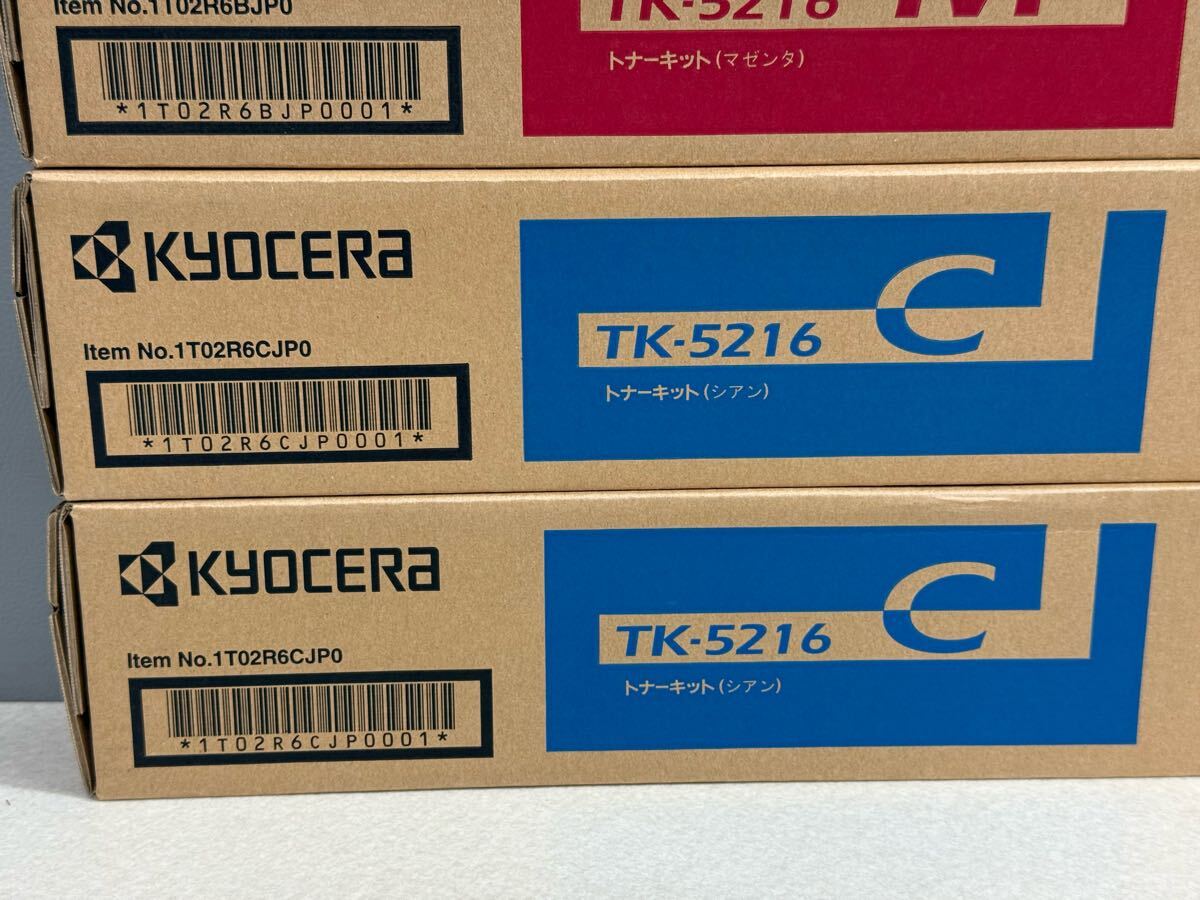 Item No.1T02R6BJP0
*1T02R6BJP0001*
TK-5216 M
トナーキット(マゼンタ)
KYOCERA
Item No.1T02R6CJP0
*1T02R6CJP0001*
TK-5216 C
トナーキット(シアン)
KYOCERA
Item No.1T02R6CJP0
*1T02R6CJP0001*
TK-5216 C
トナーキット(シアン)